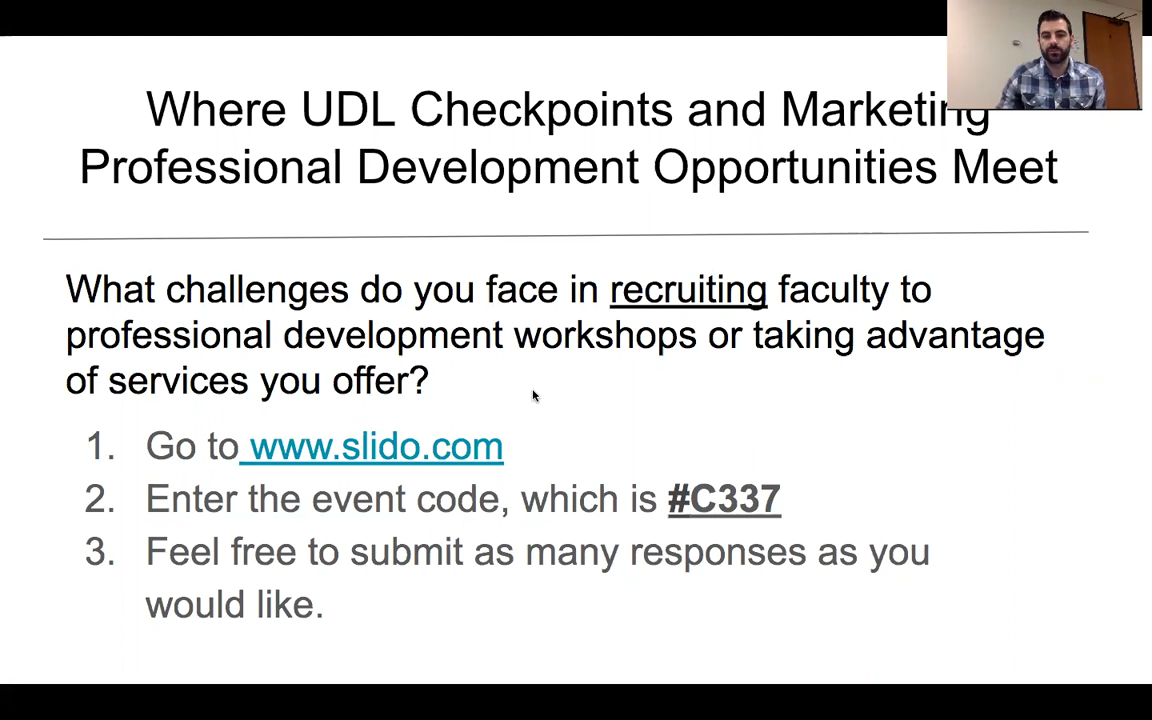 Where UDL Checkpoints and Marketing
Professional Development Opportunities Meet
What challenges do you face in recruiting faculty to
professional development workshops or taking advantage
of services you offer?
1. Go to www.slido.com
2. Enter the event code, which is #C337
3. Feel free to submit as many responses as you
would like.